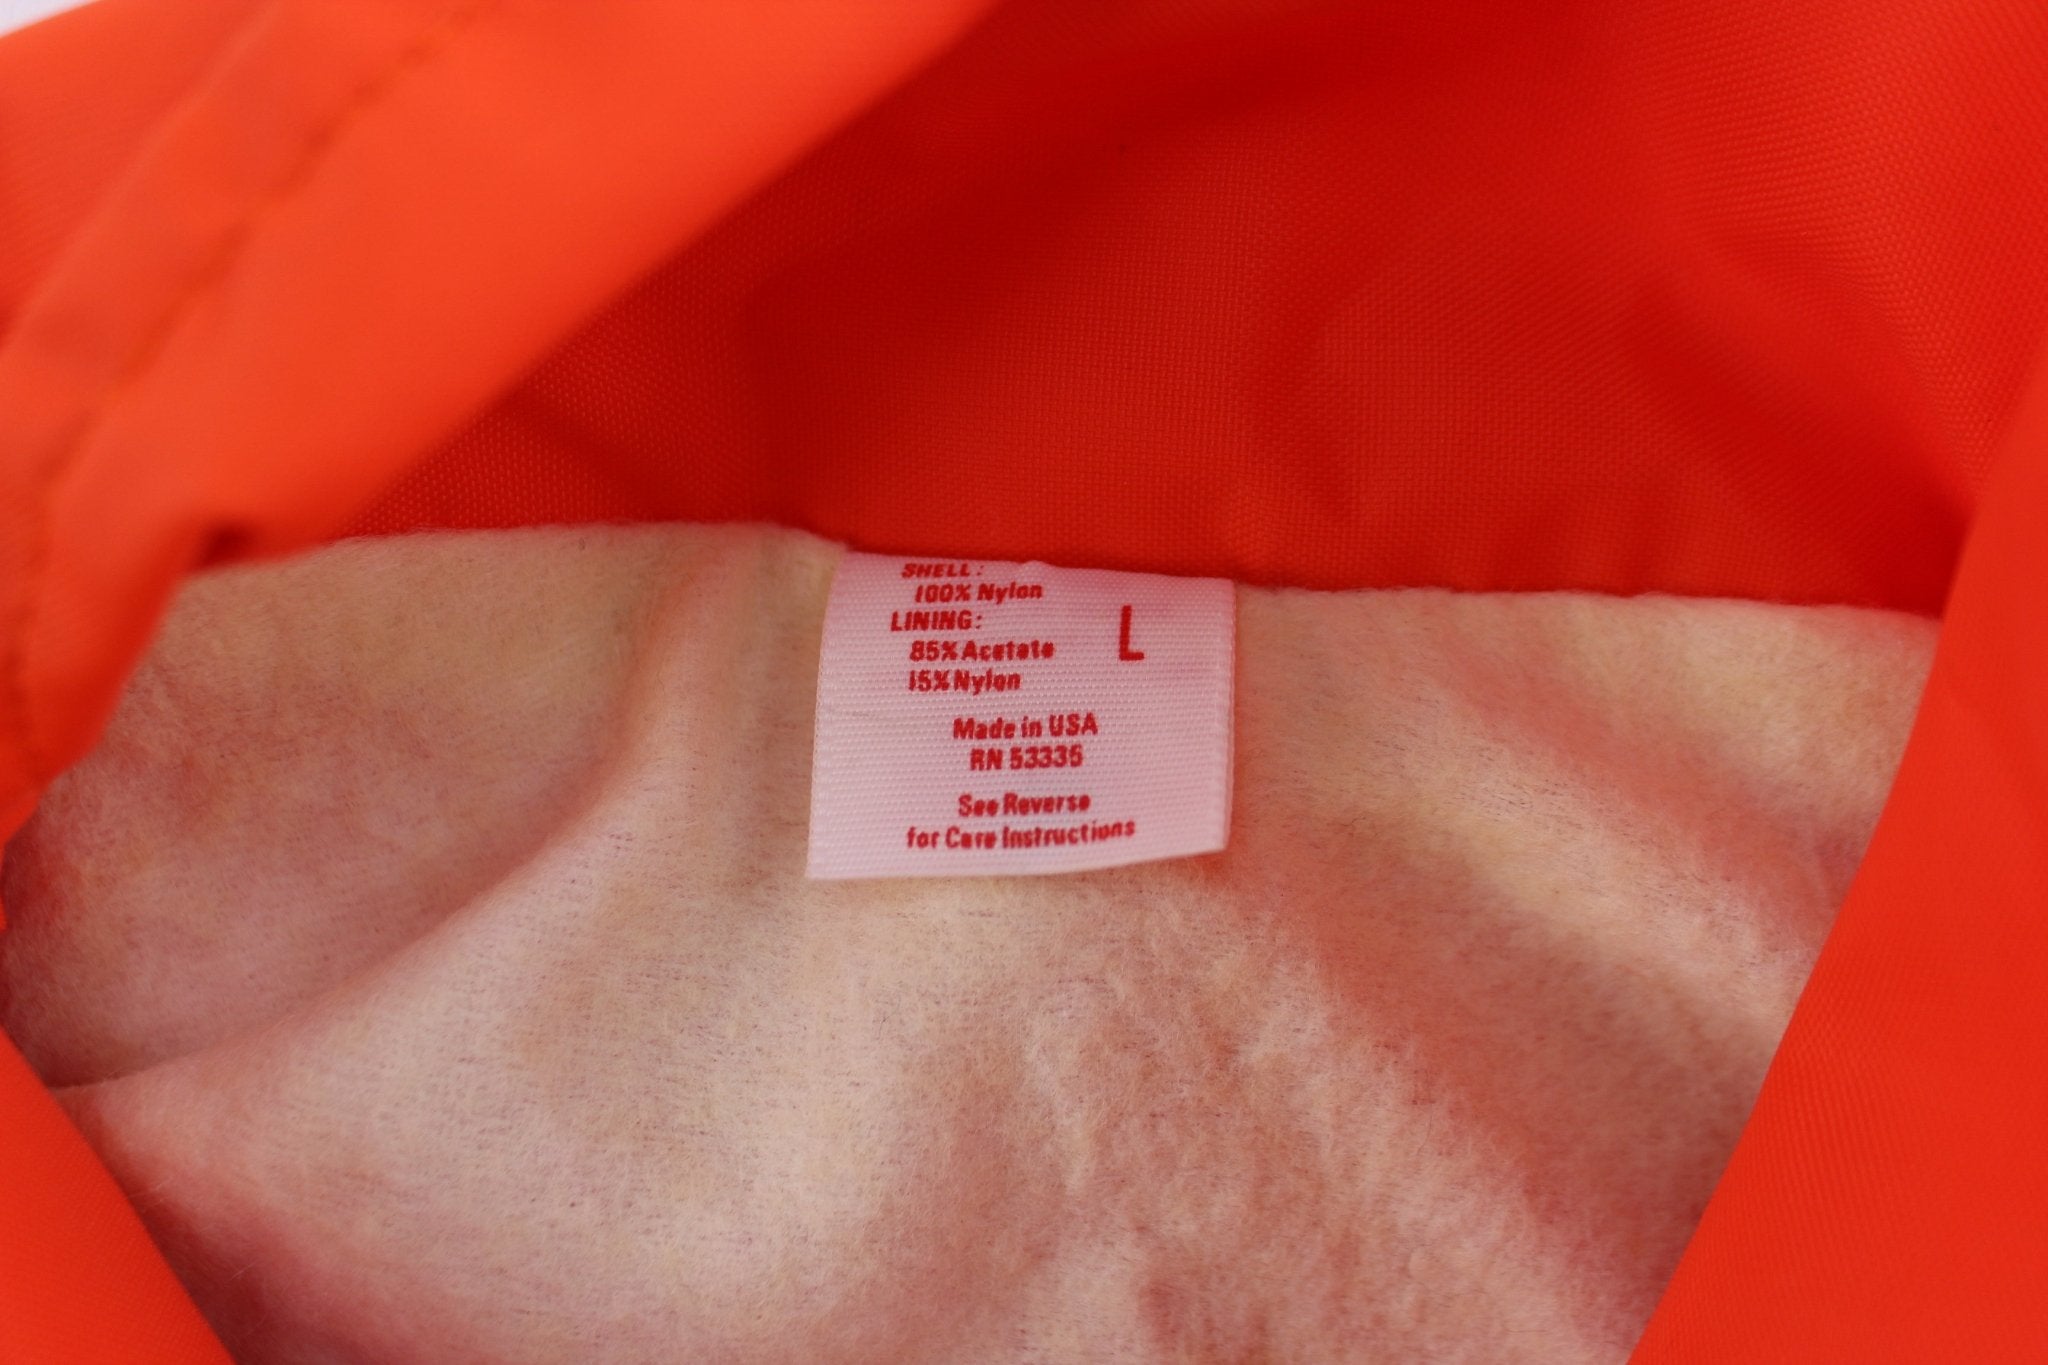 SHELL:
100% Nylon
LINING:
L
85% Acetate
15% Nylon
Made in USA
RN 53335
See Reverse
for Care Instructions